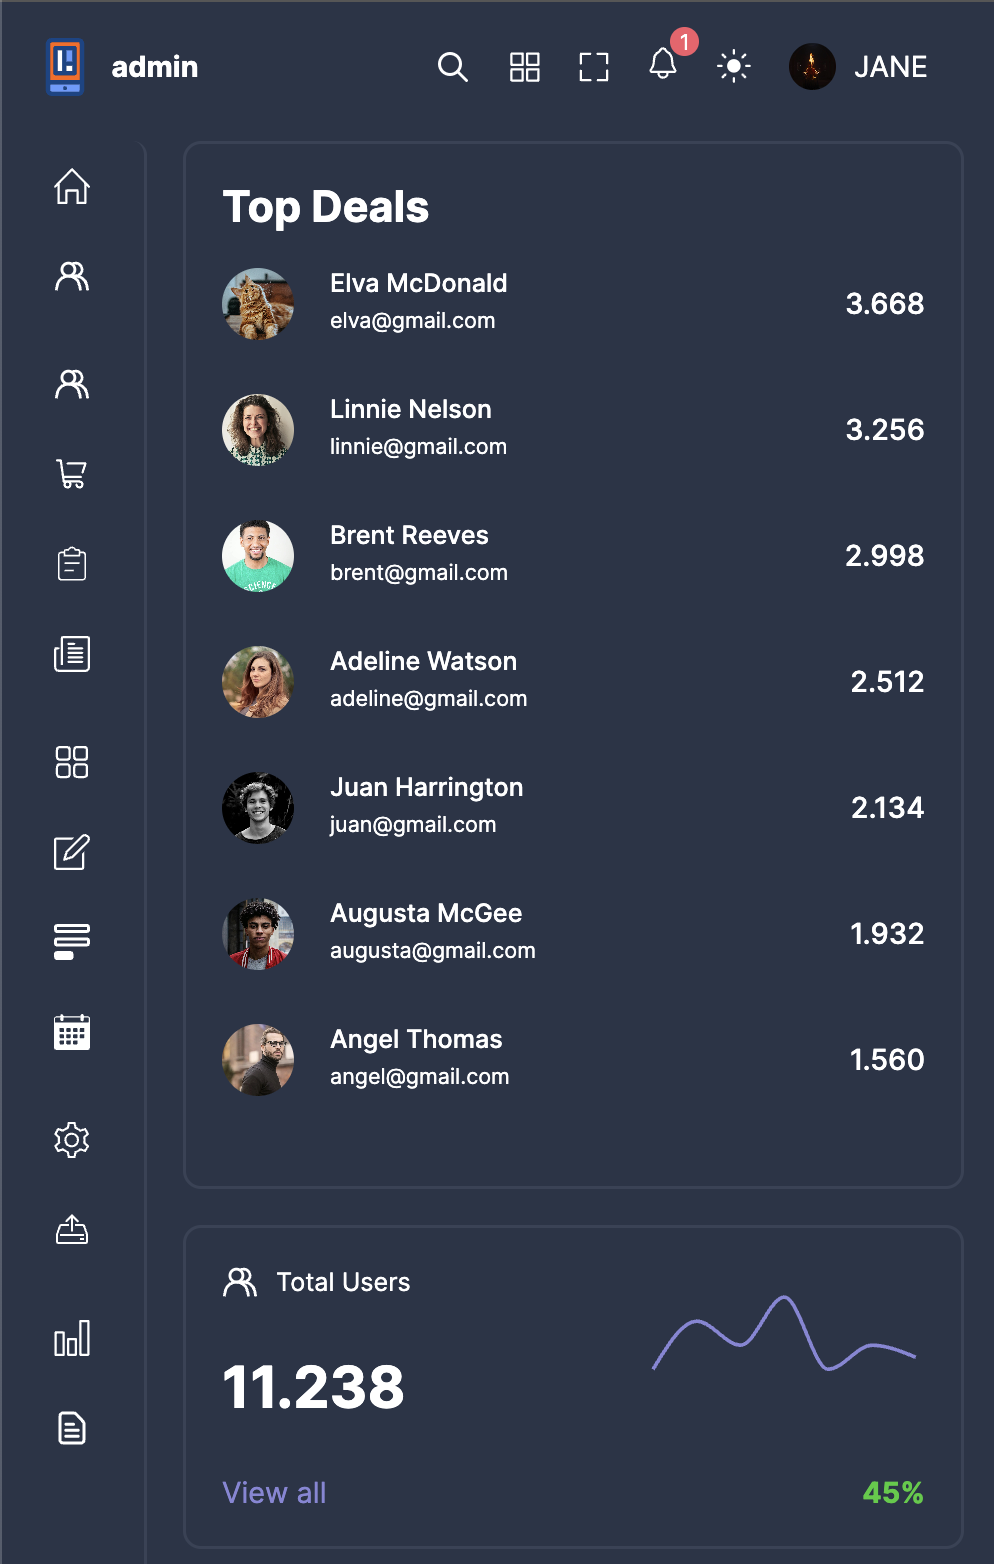 admin
1
JANE
Top Deals
Elva McDonald
elva@gmail.com
3.668
Linnie Nelson
linnie@gmail.com
3.256
Brent Reeves
brent@gmail.com
2.998
Adeline Watson
adeline@gmail.com
2.512
Juan Harrington
juan@gmail.com
2.134
Augusta McGee
augusta@gmail.com
1.932
Angel Thomas
angel@gmail.com
1.560
Total Users
11.238
View all
45%